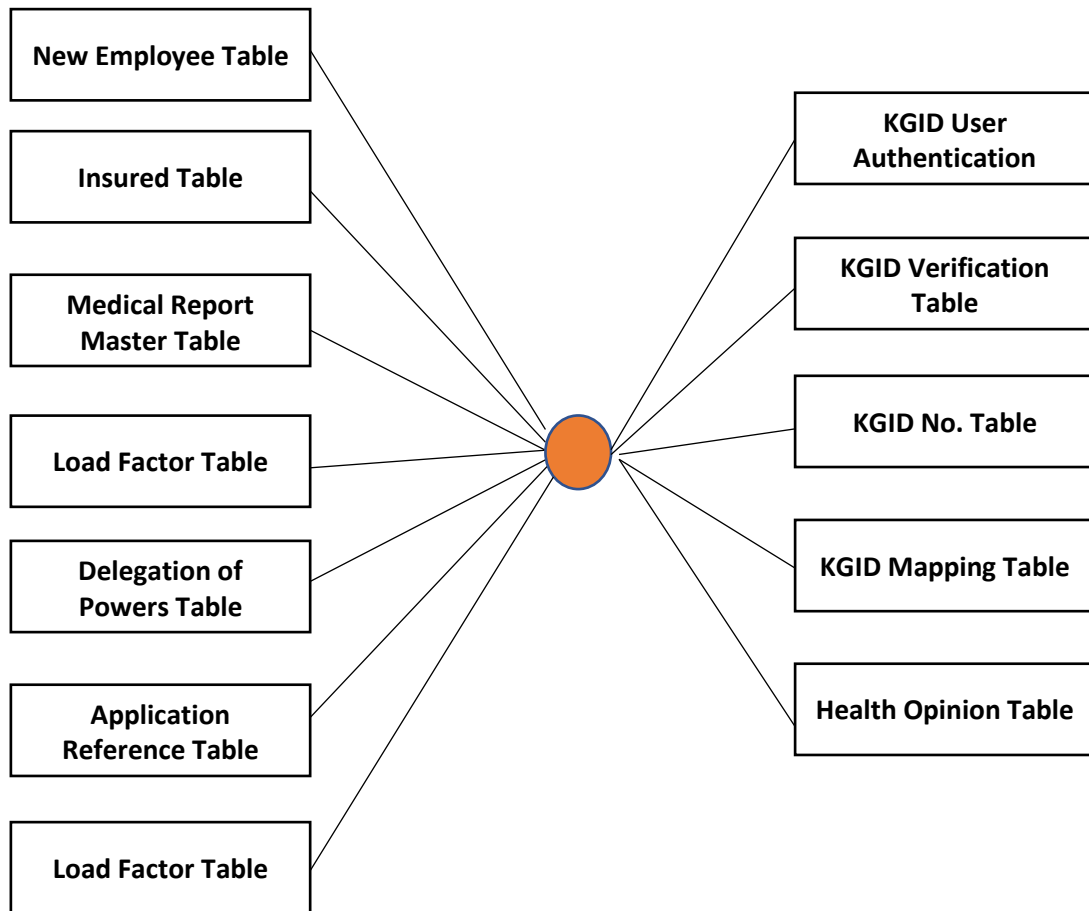 New Employee Table
Insured Table
Medical Report
Master Table
Load Factor Table
Delegation of
Powers Table
Application
Reference Table
Load Factor Table
KGID User
Authentication
KGID Verification
Table
KGID No. Table
KGID Mapping Table
Health Opinion Table